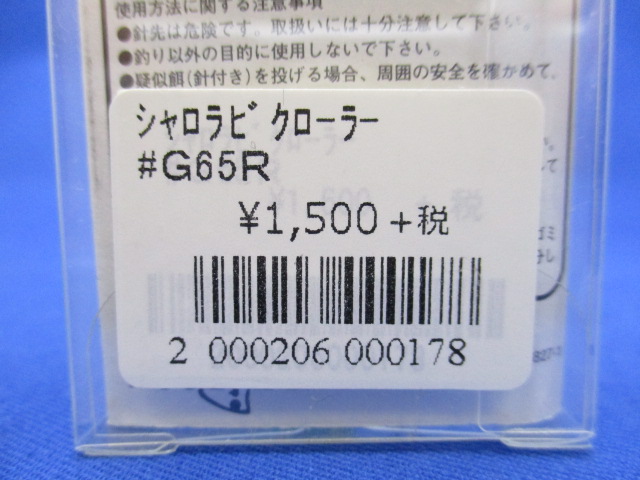 使用方法に関する注意事項
●針先は危険です。取扱いには十分注意して下さい。
●釣り以外の目的に使用しないで下さい。
●疑似餌(針付き)を投げる場合、周囲の安全を確かめて、
ｼｬﾛﾗﾋﾞｸﾛｰﾗｰ
#G65R
¥1,500+税
2 000206 000178